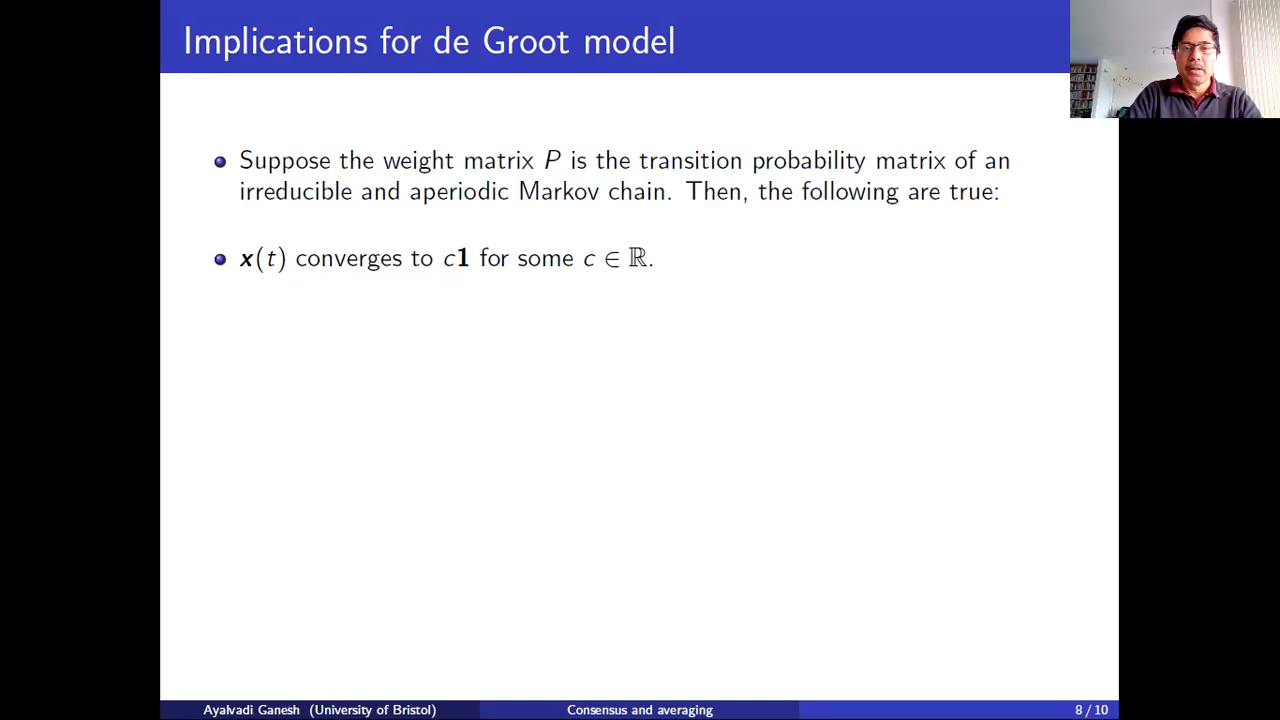 Implications for de Groot model
Suppose the weight matrix P is the transition probability matrix of an
irreducible and aperiodic Markov chain. Then, the following are true:
x(t) converges to c1 for some c ∈ ℝ.
Ayalvadi Ganesh (University of Bristol)
Consensus and averaging
8 / 10